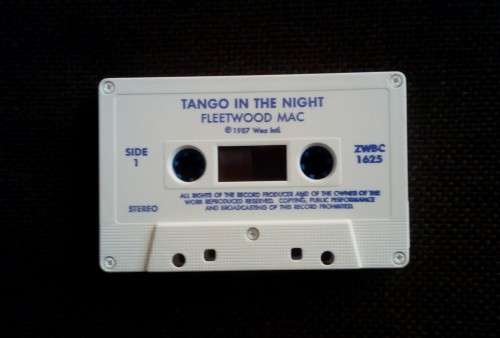 TANGO IN THE NIGHT
FLEETWOOD MAC
© 1987 Wea Intl.
SIDE
1
ZWBC
1625
STEREO
ALL RIGHTS OF THE RECORD PRODUCER AND OF THE OWNER OF THE
WORK REPRODUCED RESERVED. COPYING, PUBLIC PERFORMANCE
AND BROADCASTING OF THIS RECORD PROHIBITED.